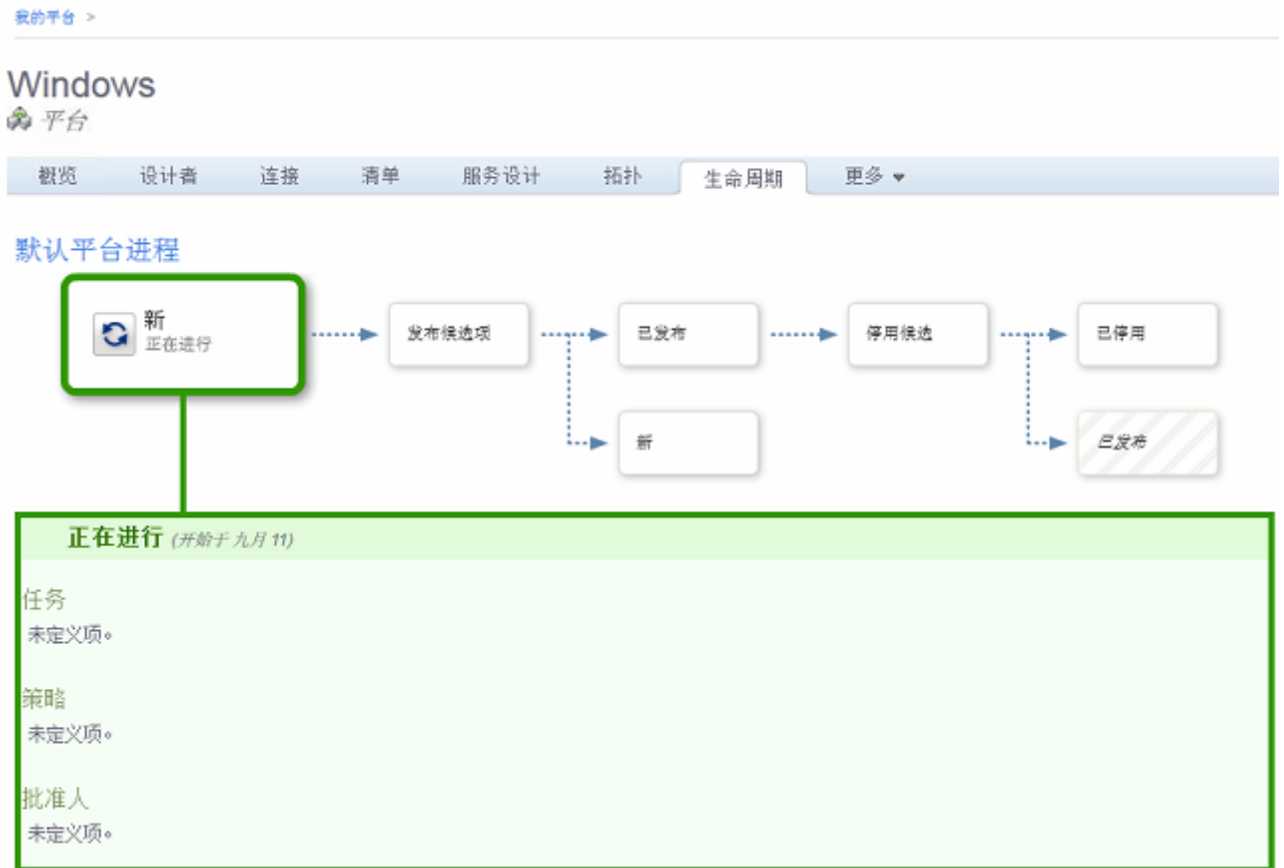 我的平台 >
Windows
平台
概览 设计者 连接 清单 服务设计 拓扑 生命周期 更多
默认平台进程
新
正在进行
发布候选项 已发布 停用候选 已停用
新 已发布
正在进行 (开始于 九月 11)
任务
未定义项。
策略
未定义项。
批准人
未定义项。